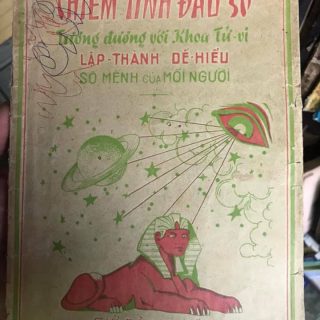 CHIÊM TINH ĐẨU SỐ
Tương đương với Khoa Tử-vi
LẬP-THÀNH DỄ-HIỂU
SỐ MỆNH CỦA MỖI NGƯỜI